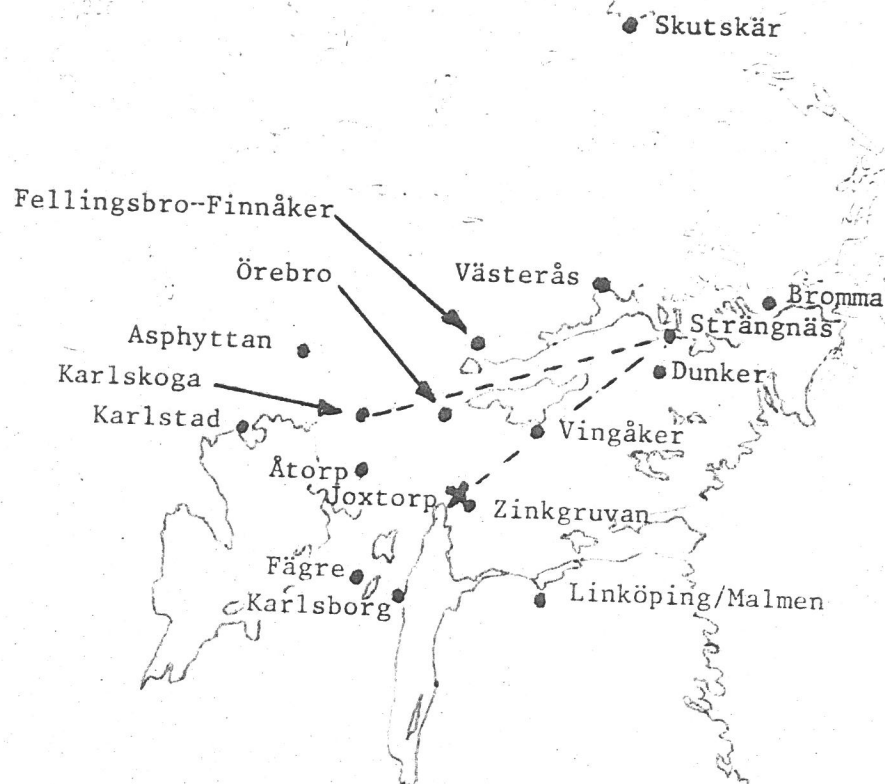 Skutskär
Fellingsbro--Finnåker
Örebro
Västerås
Bromma
Strängnäs
Asphyttan
Dunker
Karlskoga
Karlstad
Vingåker
Åtorp
Joxtorp
Zinkgruvan
Fägre
Karlsborg
Linköping/Malmen